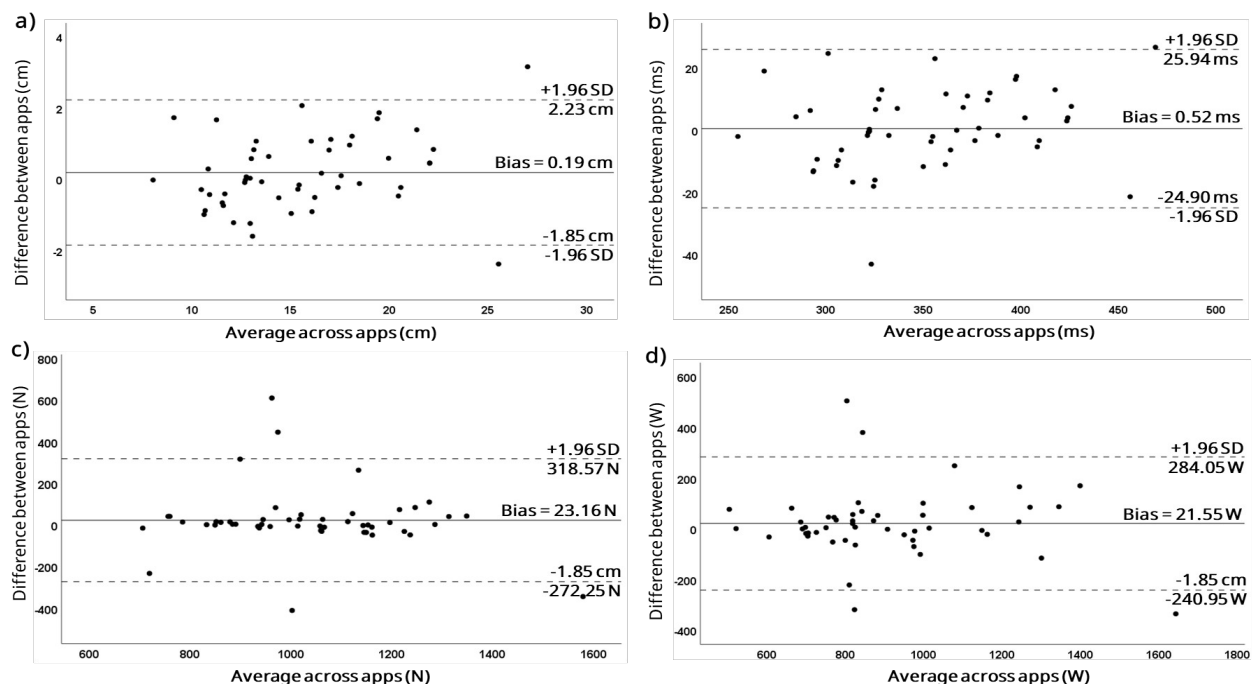 a)
Difference between apps (cm)
4
2
0
-2
+1.96 SD
2.23 cm
Bias = 0.19 cm
-1.85 cm
-1.96 SD
5 10 15 20 25 30
Average across apps (cm)
b)
Difference between apps (ms)
20
0
-20
-40
+1.96 SD
25.94 ms
Bias = 0.52 ms
-24.90 ms
-1.96 SD
250 300 350 400 450 500
Average across apps (ms)
c)
Difference between apps (N)
800
600
400
200
0
-200
-400
+1.96 SD
318.57 N
Bias = 23.16 N
-1.85 cm
-272.25 N
600 800 1000 1200 1400 1600
Average across apps (N)
d)
Difference between apps (W)
600
400
200
0
-200
-400
+1.96 SD
284.05 W
Bias = 21.55 W
-1.85 cm
-240.95 W
600 800 1000 1200 1400 1600 1800
Average across apps (W)